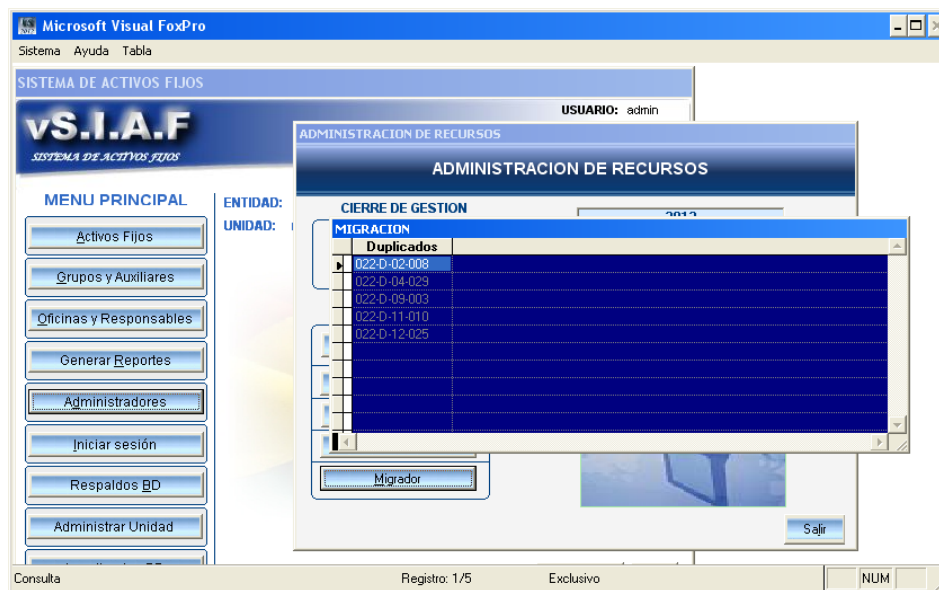 Microsoft Visual FoxPro
Sistema Ayuda Tabla
SISTEMA DE ACTIVOS FIJOS
vS.I.A.F
SISTEMA DE ACTIVOS FIJOS
USUARIO: admin
ADMINISTRACION DE RECURSOS
ADMINISTRACION DE RECURSOS
MENU PRINCIPAL
Activos Fijos
Grupos y Auxiliares
Oficinas y Responsables
Generar Reportes
Administradores
Iniciar sesión
Respaldos BD
Administrar Unidad
ENTIDAD:
UNIDAD:
CIERRE DE GESTION
2012
MIGRACION
Duplicados
022-D-02-008
022-D-04-029
022-D-09-003
022-D-11-010
022-D-12-025
Migrador
Salir
Consulta
Registro: 1/5
Exclusivo
NUM